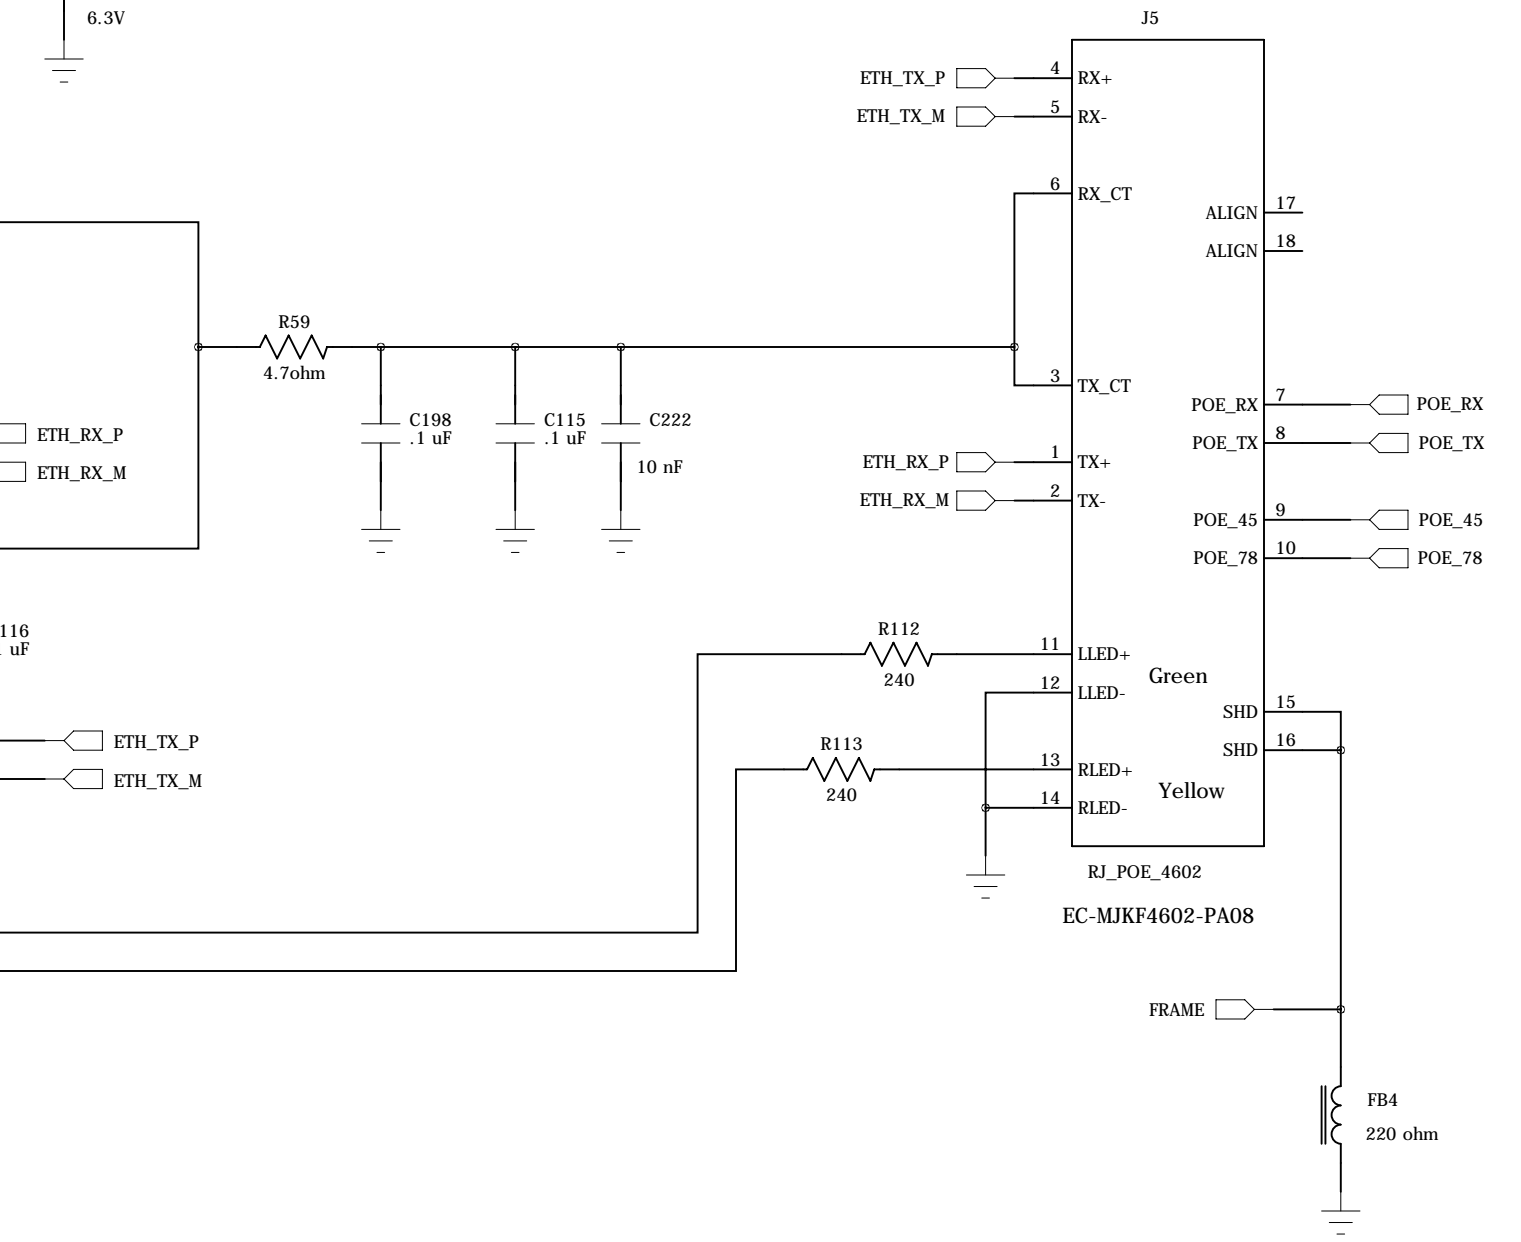 6.3V
J5
ETH_TX_P
4
RX+
ETH_TX_M
5
RX-
6
RX_CT
ALIGN
17
ALIGN
18
R59
4.7ohm
3
TX_CT
POE_RX
7
POE_RX
POE_TX
8
POE_TX
C198
.1 uF
C115
.1 uF
C222
10 nF
ETH_RX_P
ETH_RX_M
ETH_RX_P
1
TX+
ETH_RX_M
2
TX-
POE_45
9
POE_45
POE_78
10
POE_78
116
uF
R112
240
11
LLED+
12
LLED-
Green
SHD
15
SHD
16
ETH_TX_P
ETH_TX_M
R113
240
13
RLED+
14
RLED-
Yellow
RJ_POE_4602
EC-MJKF4602-PA08
FRAME
FB4
220 ohm